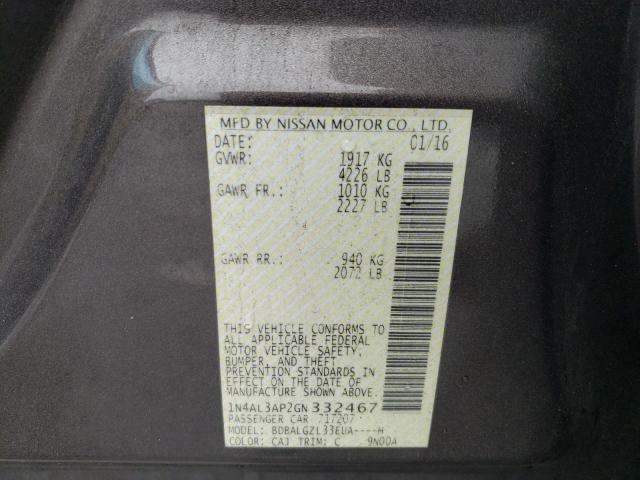 MFD BY NISSAN MOTOR CO., LTD.
DATE: 01/16
GVWR: 1917 KG
4226 LB
GAWR FR.: 1010 KG
2227 LB
GAWR RR.: 940 KG
2072 LB
THIS VEHICLE CONFORMS TO
ALL APPLICABLE FEDERAL
MOTOR VEHICLE SAFETY,
BUMPER, AND THEFT
PREVENTION STANDARDS IN
EFFECT ON THE DATE OF
MANUFACTURE SHOWN ABOVE.
1N4AL3AP2GN332467
PASSENGER CAR 717207
MODEL: BDBALGZL33EUA----H
COLOR: CAJ TRIM: C 9N00A